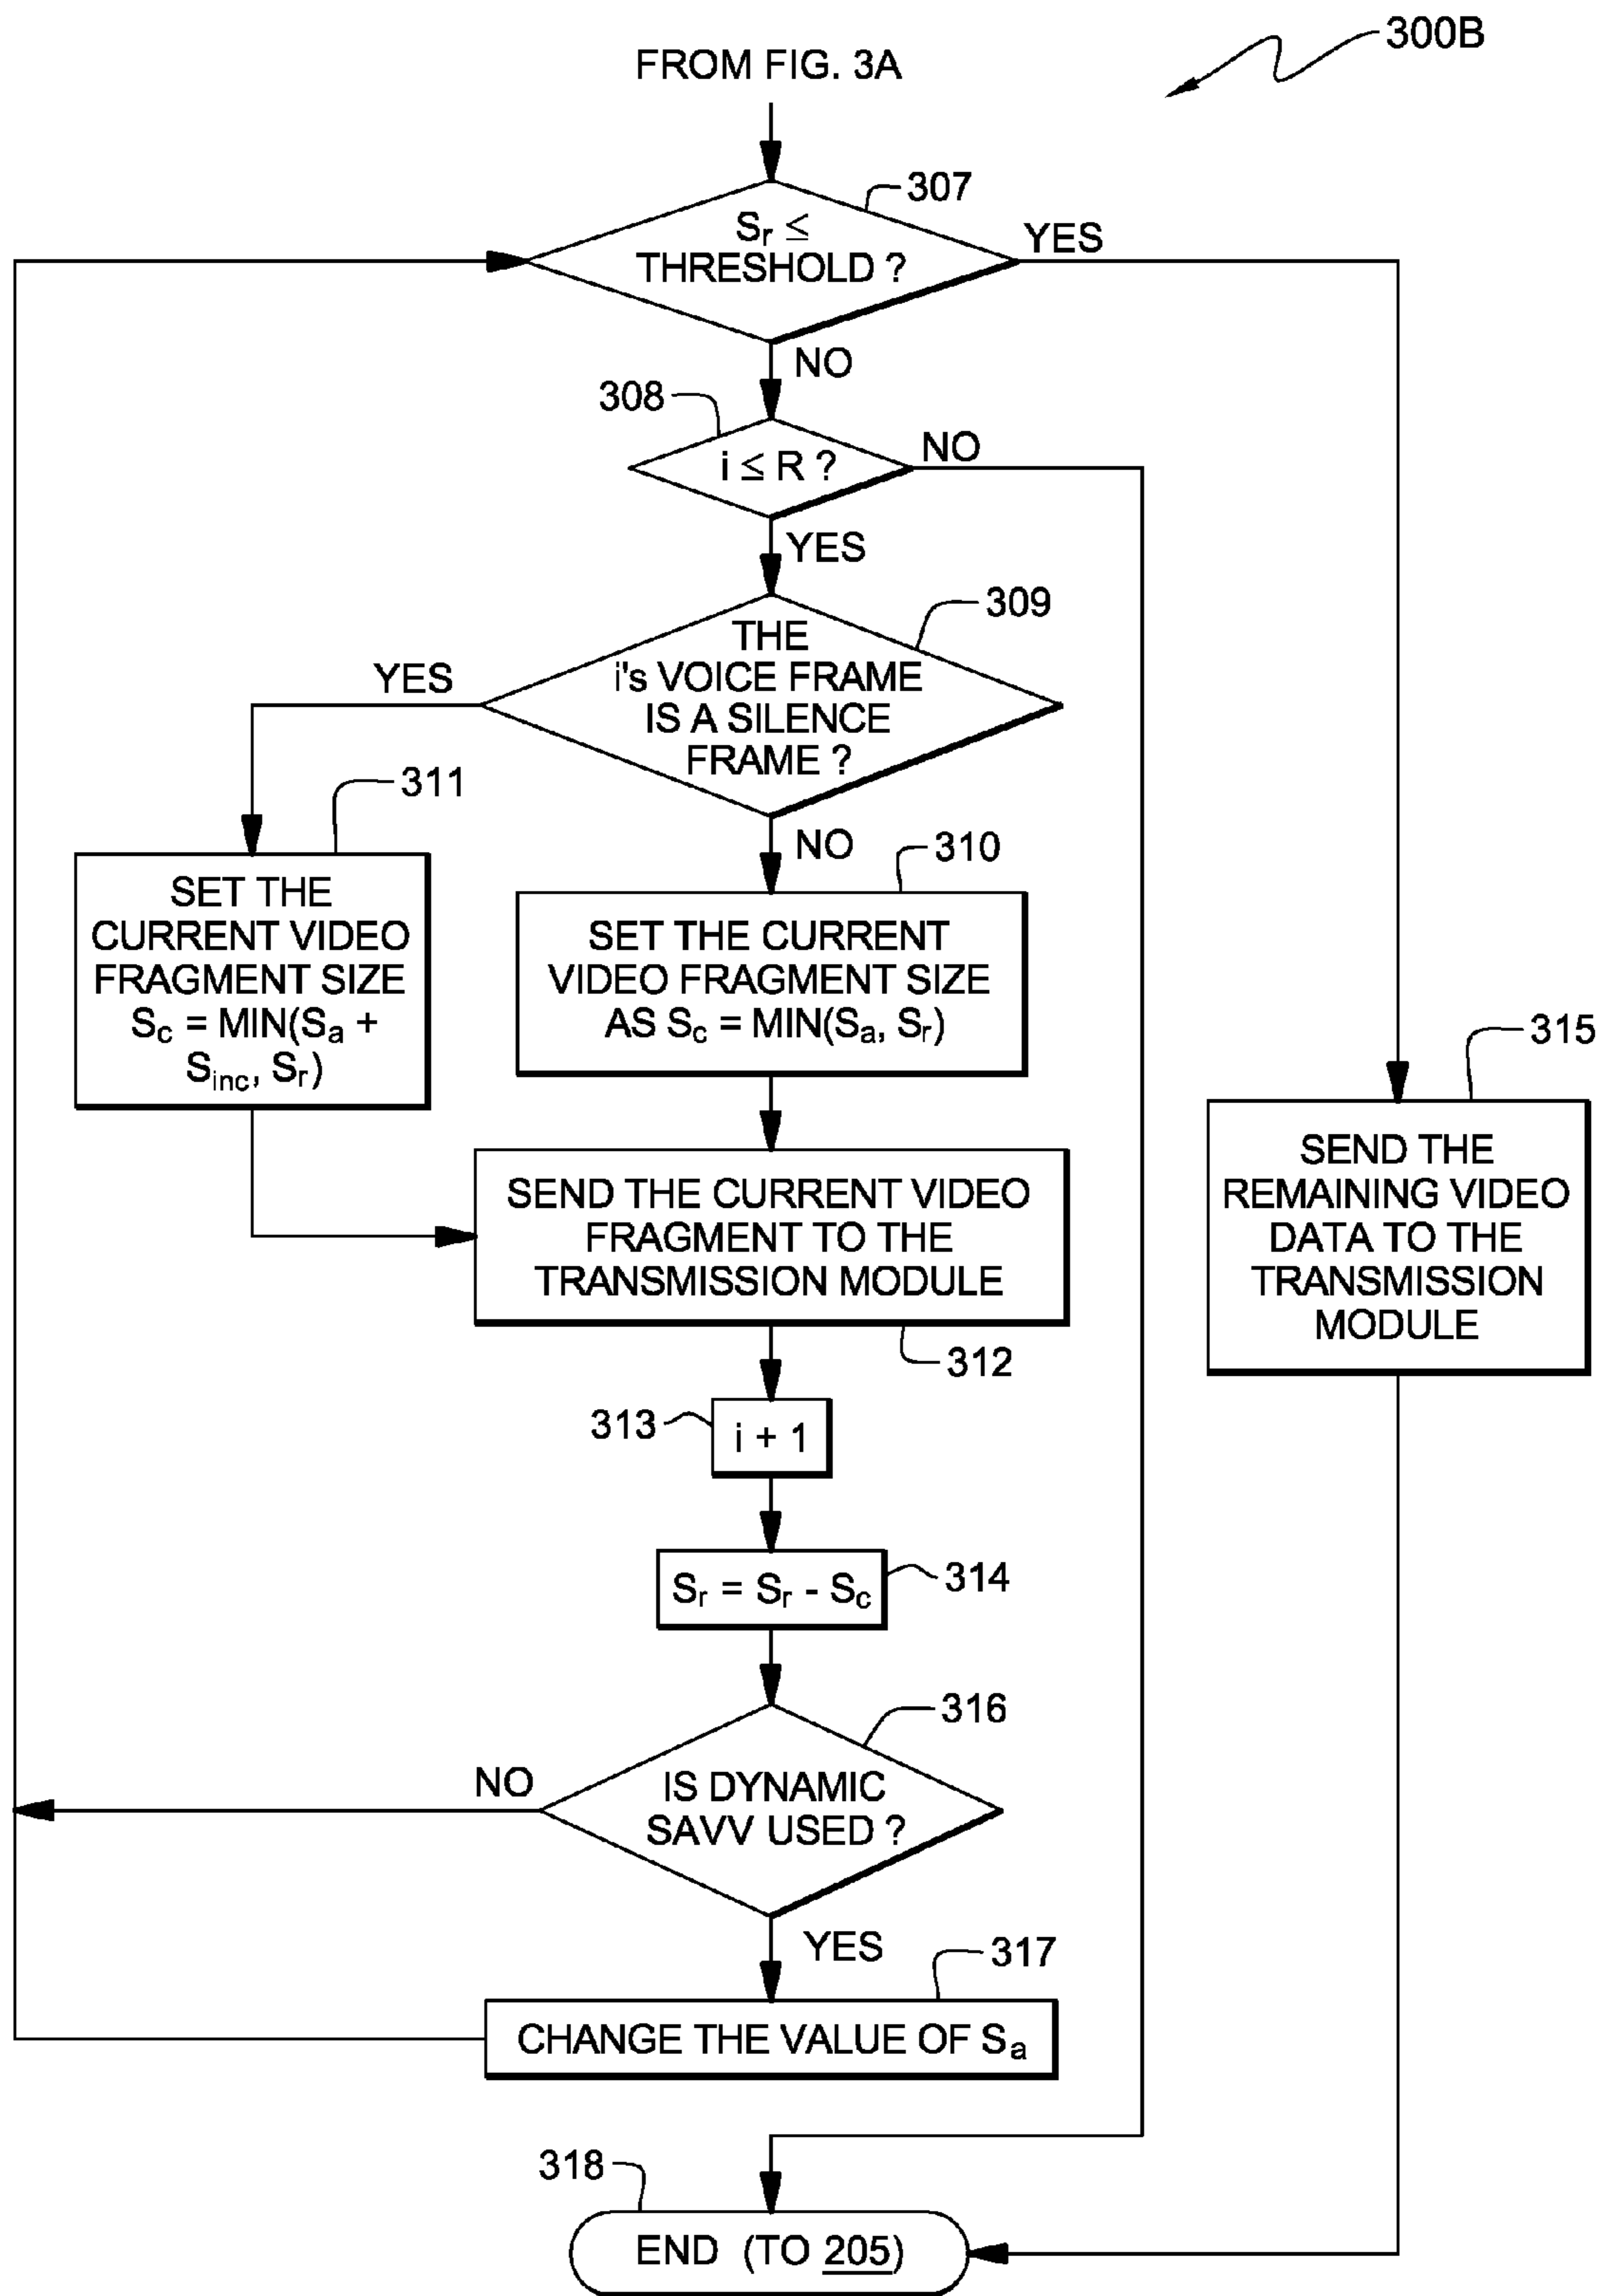 300B
FROM FIG. 3A
307
Sr ≤
THRESHOLD ?
YES
NO
308
i ≤ R ?
NO
YES
309
THE
i's VOICE FRAME
IS A SILENCE
FRAME ?
YES
NO
311
SET THE
CURRENT VIDEO
FRAGMENT SIZE
Sc = MIN(Sa +
Sinc, Sr)
310
SET THE CURRENT
VIDEO FRAGMENT SIZE
AS Sc = MIN(Sa, Sr)
315
SEND THE
REMAINING VIDEO
DATA TO THE
TRANSMISSION
MODULE
SEND THE CURRENT VIDEO
FRAGMENT TO THE
TRANSMISSION MODULE
312
313
i + 1
Sr = Sr - Sc
314
316
IS DYNAMIC
SAVV USED ?
NO
YES
317
CHANGE THE VALUE OF Sa
318
END (TO 205)